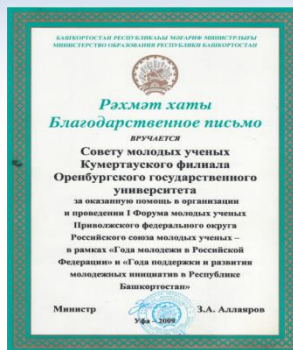 БАШҠОРТОСТАН РЕСПУБЛИКАҺЫ МӘҒАРИФ МИНИСТРЛЫҒЫ
МИНИСТЕРСТВО ОБРАЗОВАНИЯ РЕСПУБЛИКИ БАШКОРТОСТАН
Рәхмәт хаты
Благодарственное письмо
ВРУЧАЕТСЯ
Совету молодых ученых
Кумертауского филиала
Оренбургского государственного
университета
за оказанную помощь в организации
и проведении I Форума молодых ученых
Приволжского федерального округа
Российского союза молодых ученых –
в рамках «Года молодежи в Российской
Федерации» и «Года поддержки и развития
молодежных инициатив в Республике
Башкортостан»
Министр З.А. Аллаяров
Уфа – 2009